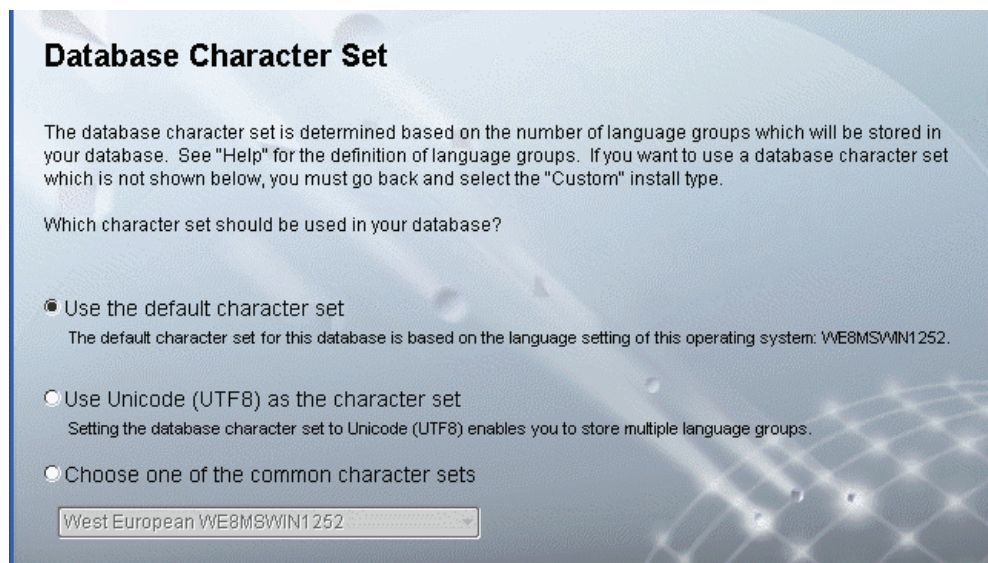 Database Character Set
The database character set is determined based on the number of language groups which will be stored in
your database. See "Help" for the definition of language groups. If you want to use a database character set
which is not shown below, you must go back and select the "Custom" install type.
Which character set should be used in your database?
Use the default character set
The default character set for this database is based on the language setting of this operating system: WE8MSWIN1252.
Use Unicode (UTF8) as the character set
Setting the database character set to Unicode (UTF8) enables you to store multiple language groups.
Choose one of the common character sets
West European WE8MSWIN1252